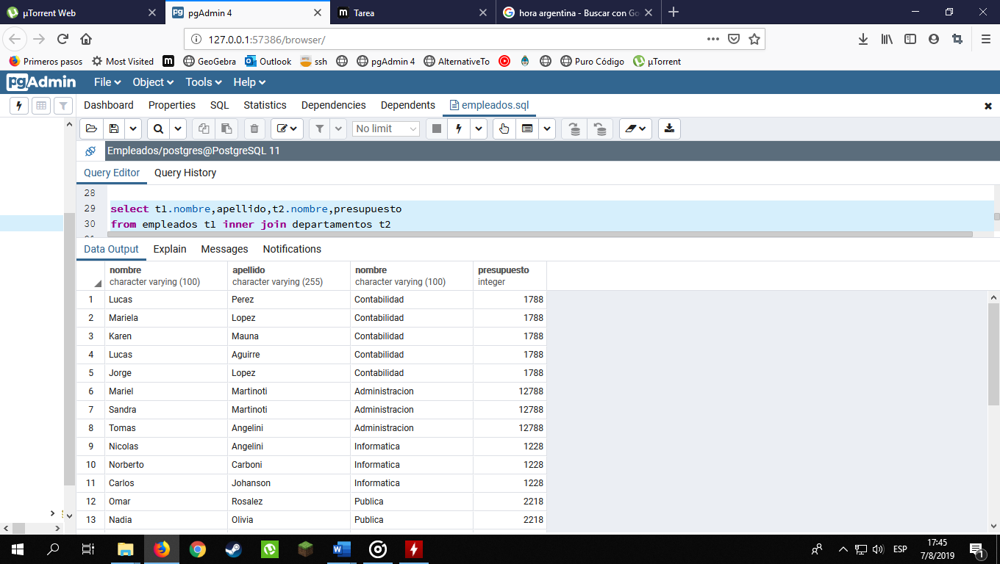 µTorrent Web
pgAdmin 4
Tarea
hora argentina - Buscar con Go
127.0.0.1:57386/browser/
Primeros pasos Most Visited GeoGebra Outlook ssh pgAdmin 4 AlternativeTo Puro Código µTorrent
pgAdmin File Object Tools Help
Dashboard Properties SQL Statistics Dependencies Dependents empleados.sql
No limit
Empleados/postgres@PostgreSQL 11
Query Editor Query History
28
29 select t1.nombre,apellido,t2.nombre,presupuesto
30 from empleados t1 inner join departamentos t2
Data Output Explain Messages Notifications
nombre apellido nombre presupuesto
character varying (100) character varying (255) character varying (100) integer
1 Lucas Perez Contabilidad 1788
2 Mariela Lopez Contabilidad 1788
3 Karen Mauna Contabilidad 1788
4 Lucas Aguirre Contabilidad 1788
5 Jorge Lopez Contabilidad 1788
6 Mariel Martinoti Administracion 12788
7 Sandra Martinoti Administracion 12788
8 Tomas Angelini Administracion 12788
9 Nicolas Angelini Informatica 1228
10 Norberto Carboni Informatica 1228
11 Carlos Johanson Informatica 1228
12 Omar Rosalez Publica 2218
13 Nadia Olivia Publica 2218
ESP
17:45
7/8/2019
1